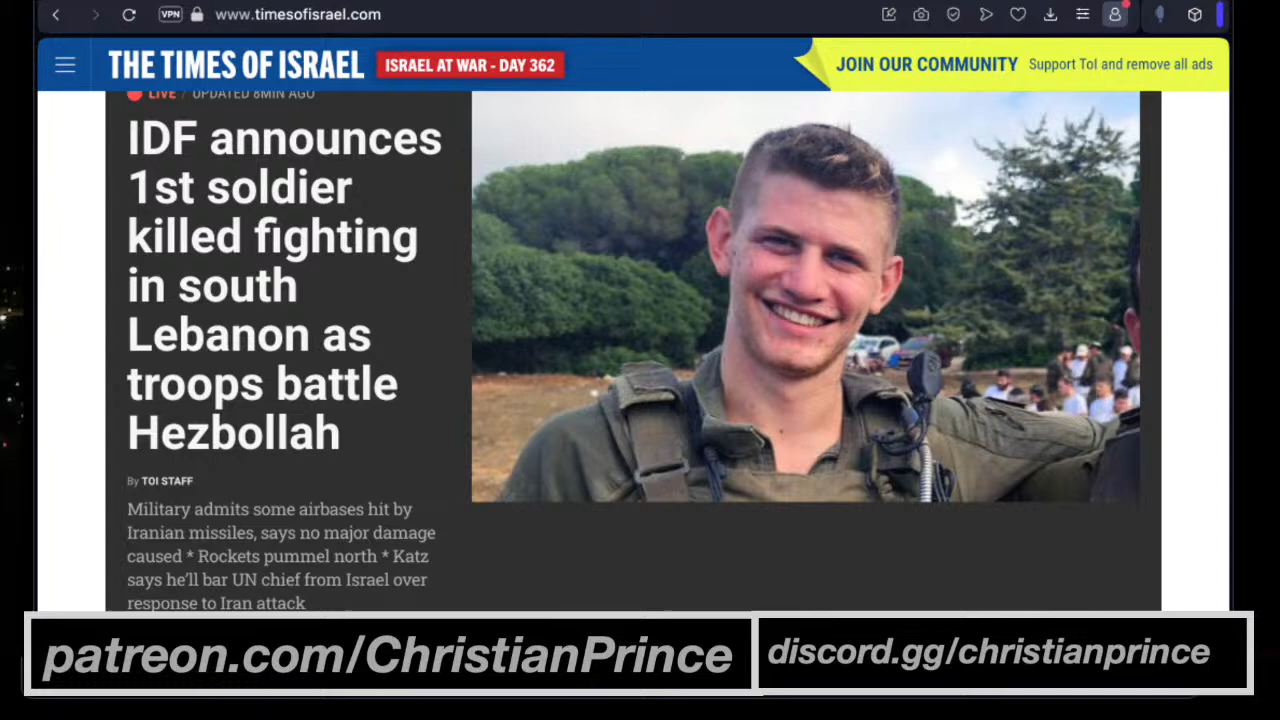 VPN www.timesofisrael.com
THE TIMES OF ISRAEL ISRAEL AT WAR - DAY 362 JOIN OUR COMMUNITY Support ToI and remove all ads
LIVE / UPDATED 8MIN AGO
IDF announces
1st soldier
killed fighting
in south
Lebanon as
troops battle
Hezbollah
By TOI STAFF
Military admits some airbases hit by
Iranian missiles, says no major damage
caused * Rockets pummel north * Katz
says he'll bar UN chief from Israel over
response to Iran attack
patreon.com/ChristianPrince discord.gg/christianprince